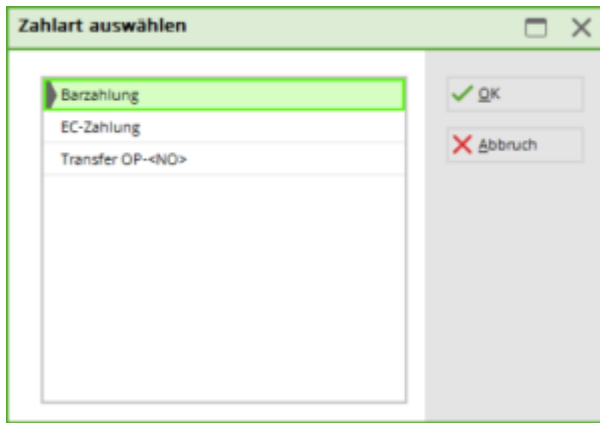 Zahlart auswählen
Barzahlung
EC-Zahlung
Transfer OP-<NO>
OK
Abbruch